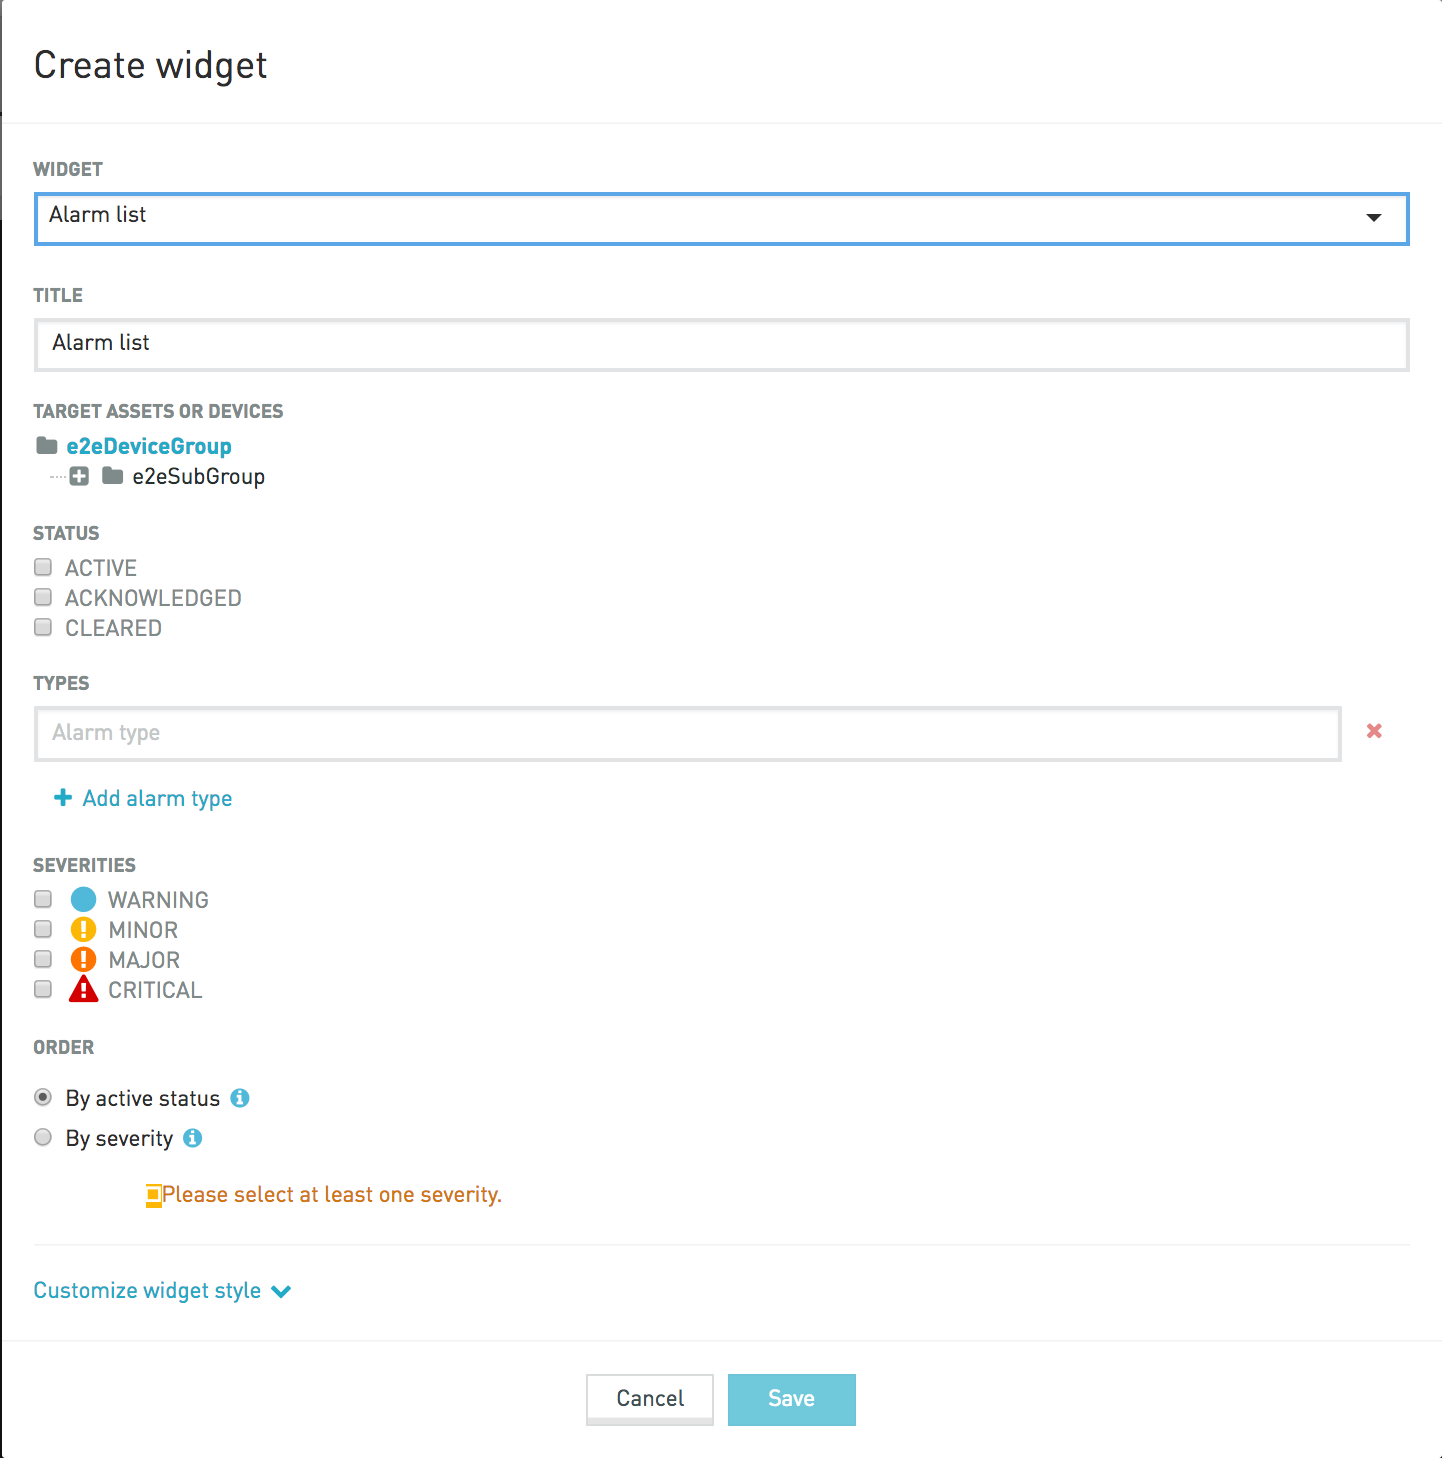 Create widget
WIDGET
Alarm list
TITLE
Alarm list
TARGET ASSETS OR DEVICES
e2eDeviceGroup
e2eSubGroup
STATUS
ACTIVE
ACKNOWLEDGED
CLEARED
TYPES
Alarm type
Add alarm type
SEVERITIES
WARNING
MINOR
MAJOR
CRITICAL
ORDER
By active status
By severity
Please select at least one severity.
Customize widget style
Cancel Save